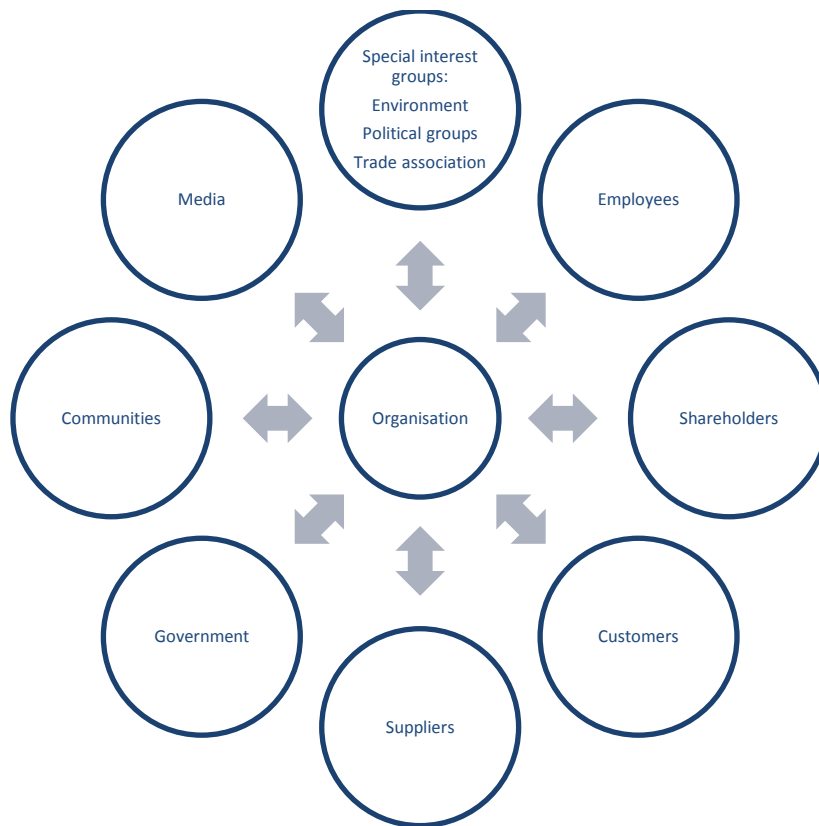 Special interest
groups:
Environment
Political groups
Trade association
Media
Employees
Communities
Organisation
Shareholders
Government
Customers
Suppliers